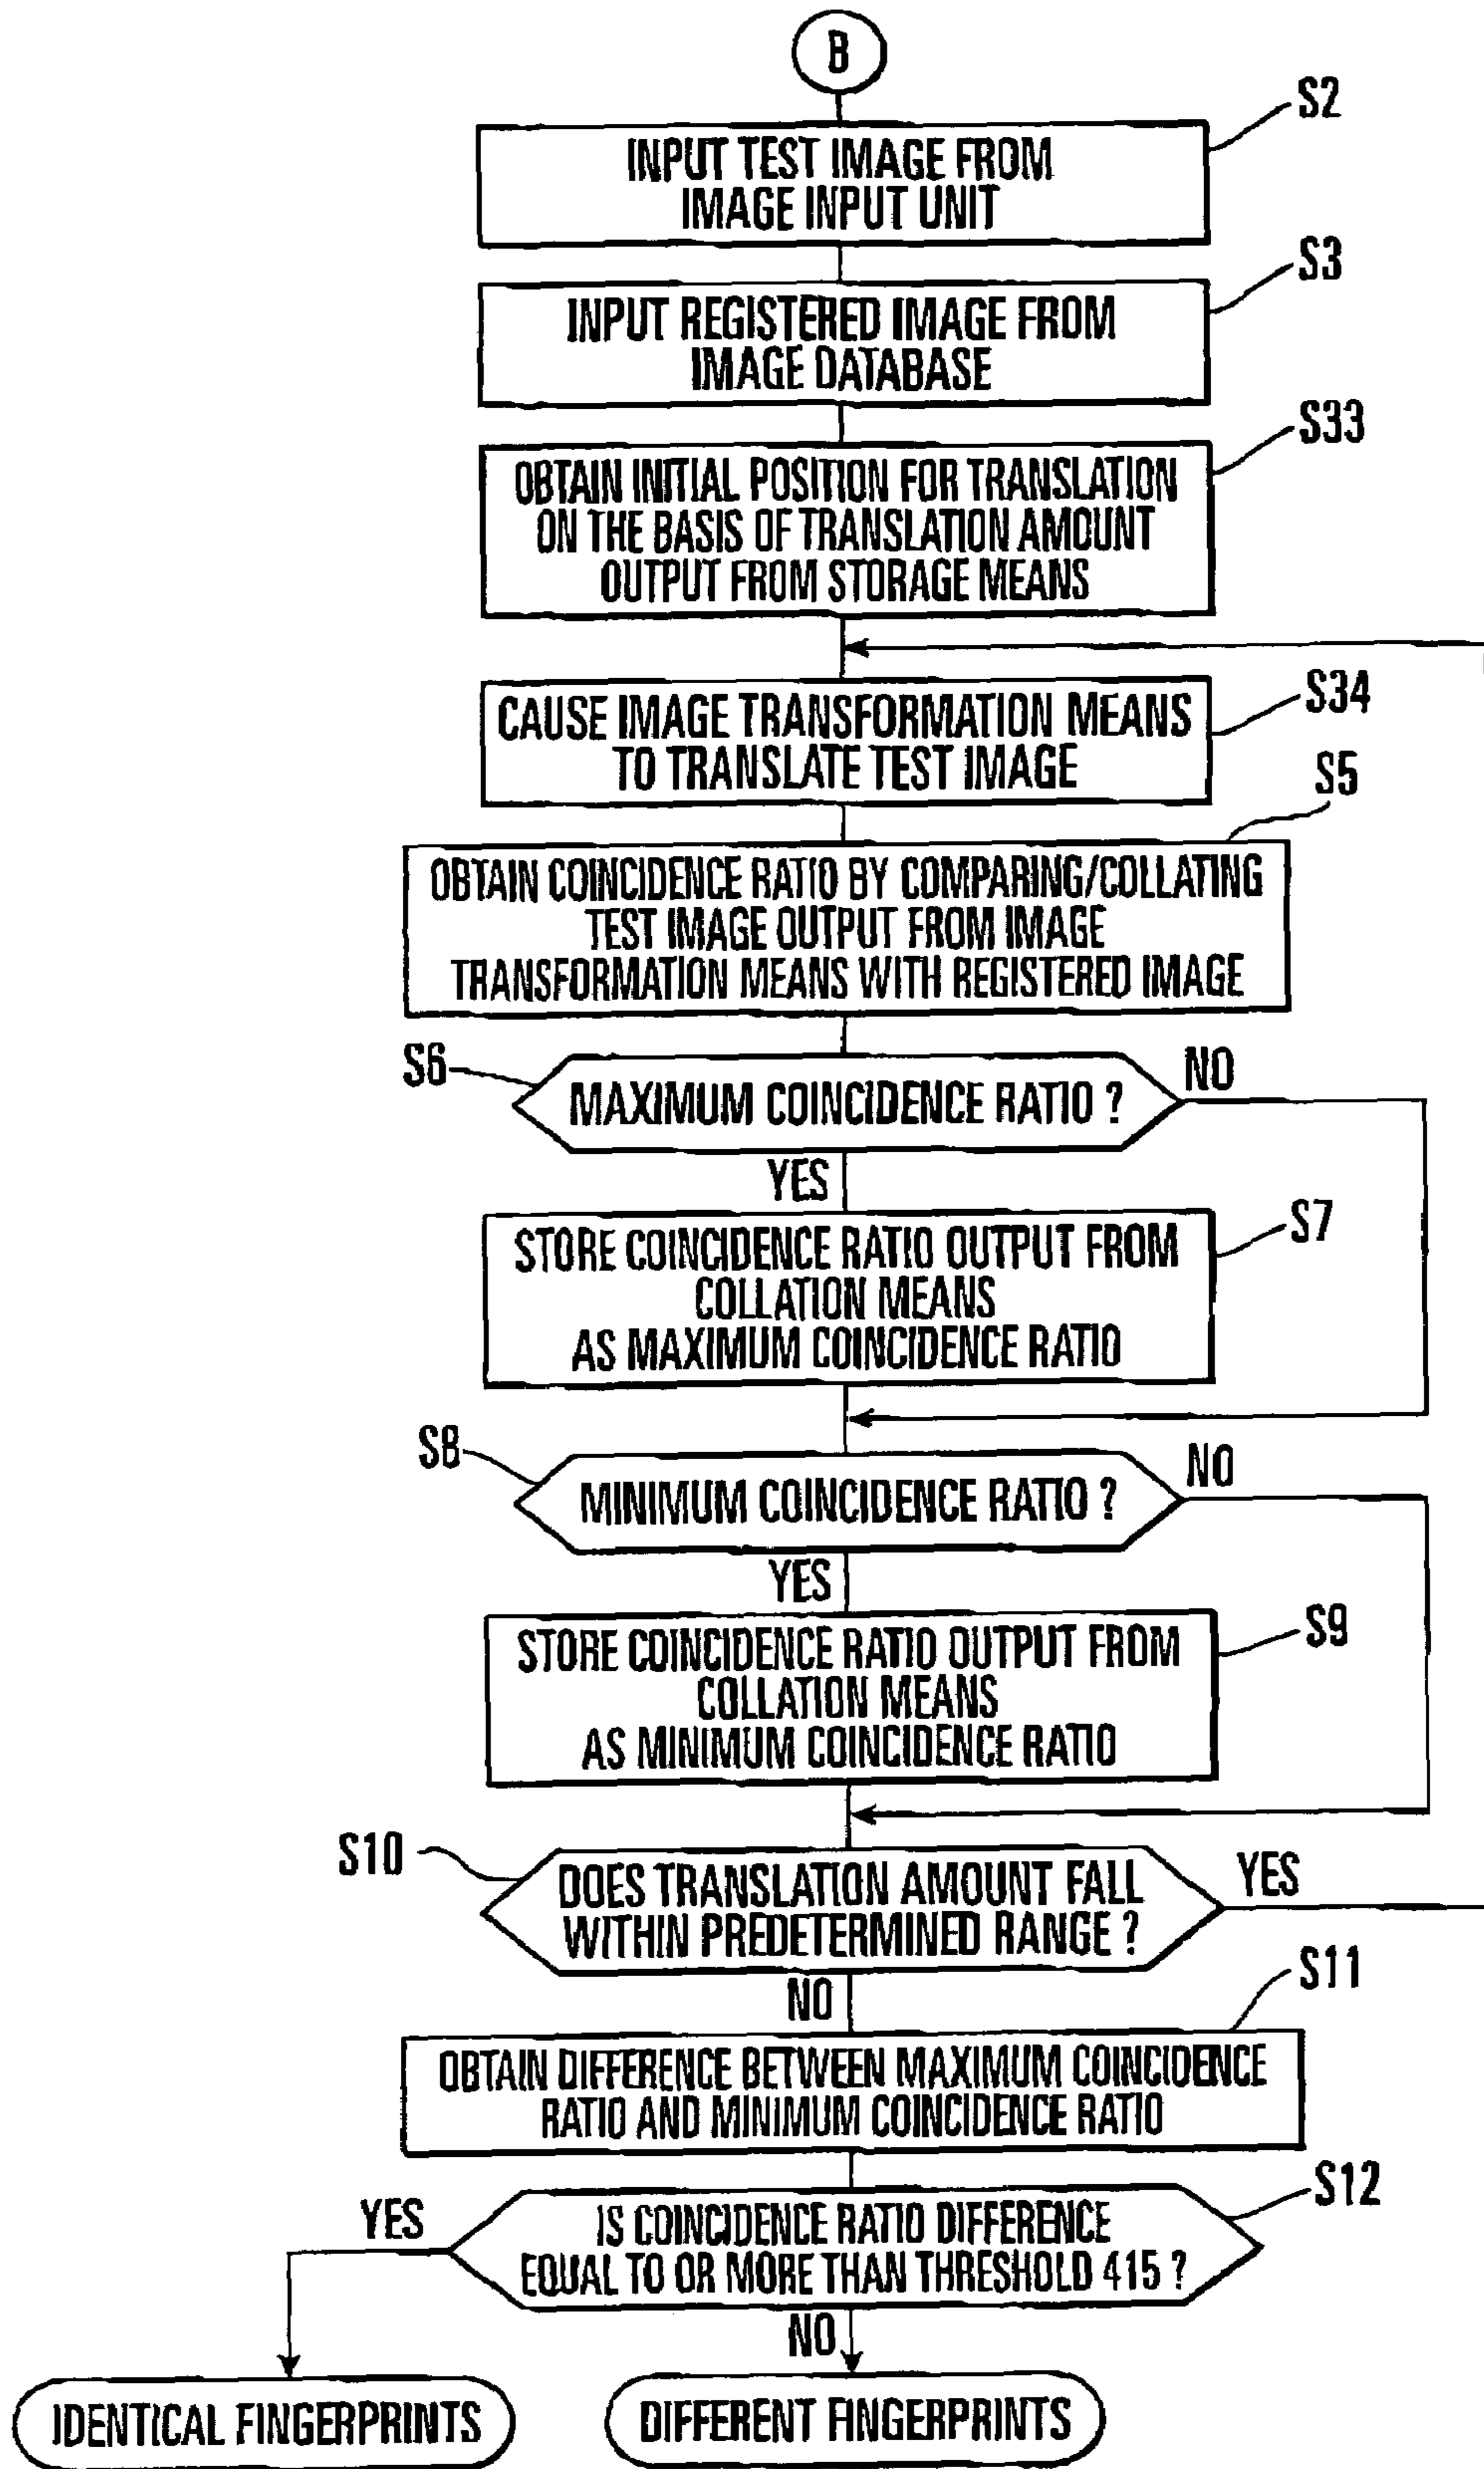 B
S2
INPUT TEST IMAGE FROM
IMAGE INPUT UNIT
S3
INPUT REGISTERED IMAGE FROM
IMAGE DATABASE
S33
OBTAIN INITIAL POSITION FOR TRANSLATION
ON THE BASIS OF TRANSLATION AMOUNT
OUTPUT FROM STORAGE MEANS
S34
CAUSE IMAGE TRANSFORMATION MEANS
TO TRANSLATE TEST IMAGE
S5
OBTAIN COINCIDENCE RATIO BY COMPARING/COLLATING
TEST IMAGE OUTPUT FROM IMAGE
TRANSFORMATION MEANS WITH REGISTERED IMAGE
S6
NO
MAXIMUM COINCIDENCE RATIO ?
YES
S7
STORE COINCIDENCE RATIO OUTPUT FROM
COLLATION MEANS
AS MAXIMUM COINCIDENCE RATIO
S8
NO
MINIMUM COINCIDENCE RATIO ?
YES
S9
STORE COINCIDENCE RATIO OUTPUT FROM
COLLATION MEANS
AS MINIMUM COINCIDENCE RATIO
S10
YES
DOES TRANSLATION AMOUNT FALL
WITHIN PREDETERMINED RANGE ?
NO
S11
OBTAIN DIFFERENCE BETWEEN MAXIMUM COINCIDENCE
RATIO AND MINIMUM COINCIDENCE RATIO
S12
YES
IS COINCIDENCE RATIO DIFFERENCE
EQUAL TO OR MORE THAN THRESHOLD 415 ?
NO
IDENTICAL FINGERPRINTS
DIFFERENT FINGERPRINTS